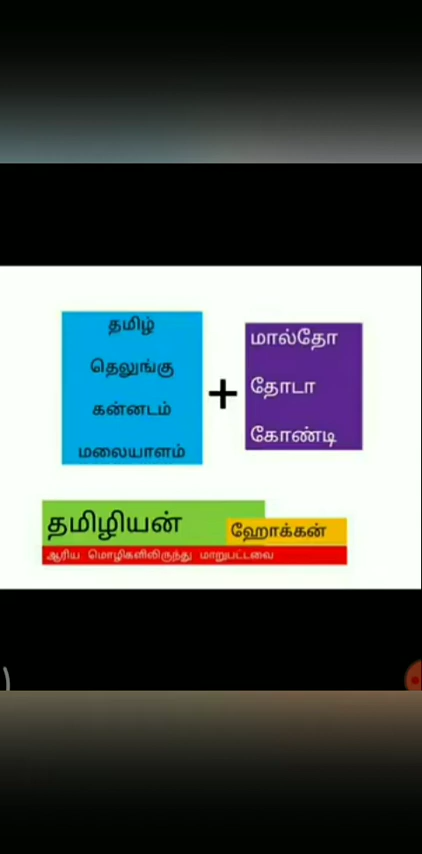 தமிழ்
தெலுங்கு
கன்னடம்
மலையாளம்
+
மால்தோ
தோடா
கோண்டி
தமிழியன்
ஹோக்கன்
ஆரிய மொழிகளிலிருந்து மாறுபட்டவை